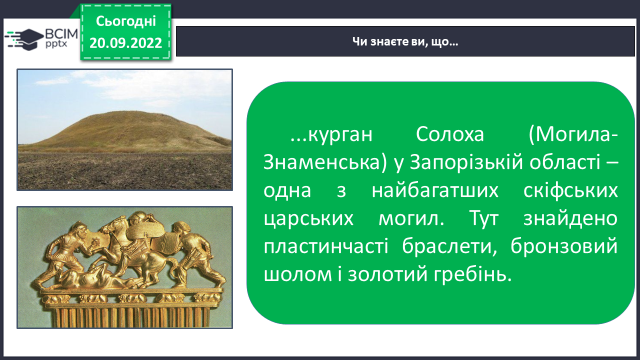 Сьогодні
20.09.2022
BCIM
pptx
Чи знаєте ви, що...
...курган Солоха (Могила-
Знаменська) у Запорізькій області –
одна з найбагатших скіфських
царських могил. Тут знайдено
пластинчасті браслети, бронзовий
шолом і золотий гребінь.